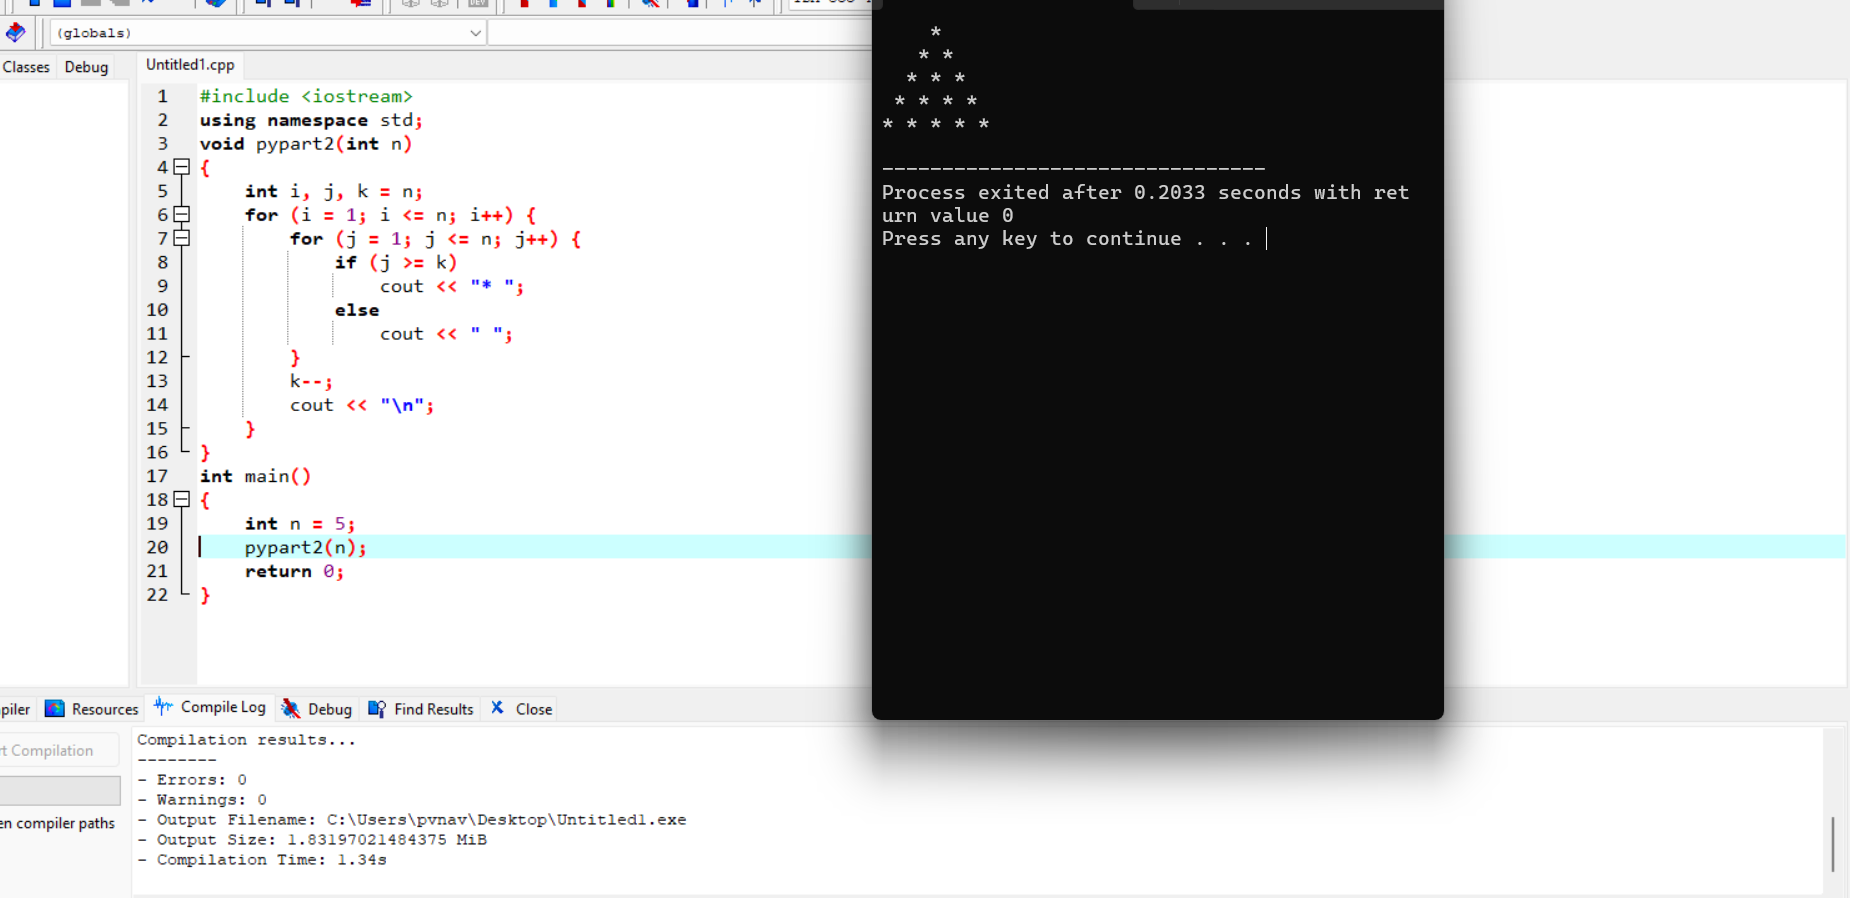 (globals)
Classes Debug
Untitled1.cpp
1 #include <iostream>
2 using namespace std;
3 void pypart2(int n)
4 {
5     int i, j, k = n;
6     for (i = 1; i <= n; i++) {
7         for (j = 1; j <= n; j++) {
8             if (j >= k)
9                 cout << "* ";
10             else
11                 cout << " ";
12         }
13         k--;
14         cout << "\n";
15     }
16 }
17 int main()
18 {
19     int n = 5;
20     pypart2(n);
21     return 0;
22 }
    *
   * *
  * * *
 * * * *
* * * * *
--------------------------------
Process exited after 0.2033 seconds with ret
urn value 0
Press any key to continue . . .
piler Resources Compile Log Debug Find Results Close
rt Compilation
en compiler paths
Compilation results...
--------
- Errors: 0
- Warnings: 0
- Output Filename: C:\Users\pvnav\Desktop\Untitled1.exe
- Output Size: 1.83197021484375 MiB
- Compilation Time: 1.34s